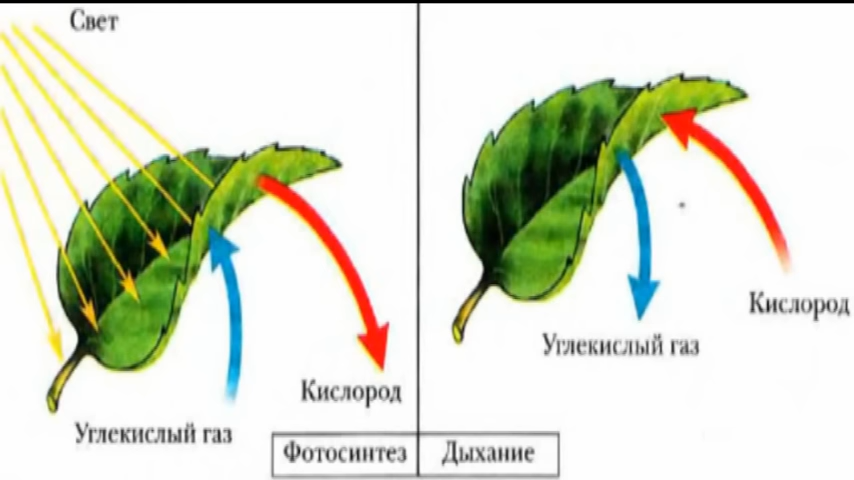 Свет
Кислород
Углекислый газ
Фотосинтез
Кислород
Углекислый газ
Дыхание